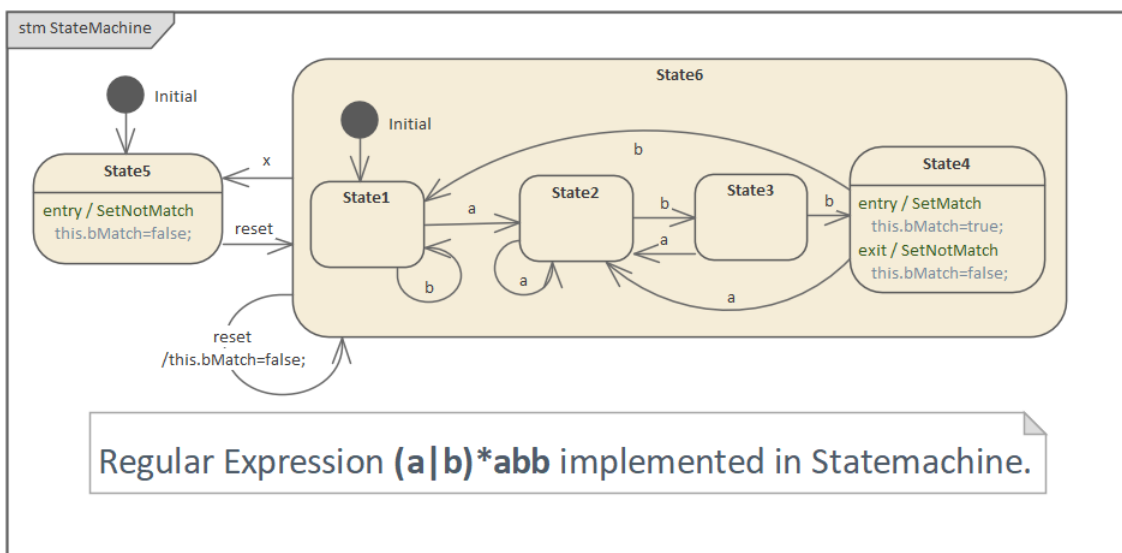 stm StateMachine
Initial
State5
entry / SetNotMatch
this.bMatch=false;
x
reset
reset
/this.bMatch=false;
State6
Initial
State1
a
b
State2
a
b
State3
a
b
State4
entry / SetMatch
this.bMatch=true;
exit / SetNotMatch
this.bMatch=false;
b
a
Regular Expression (a|b)*abb implemented in Statemachine.